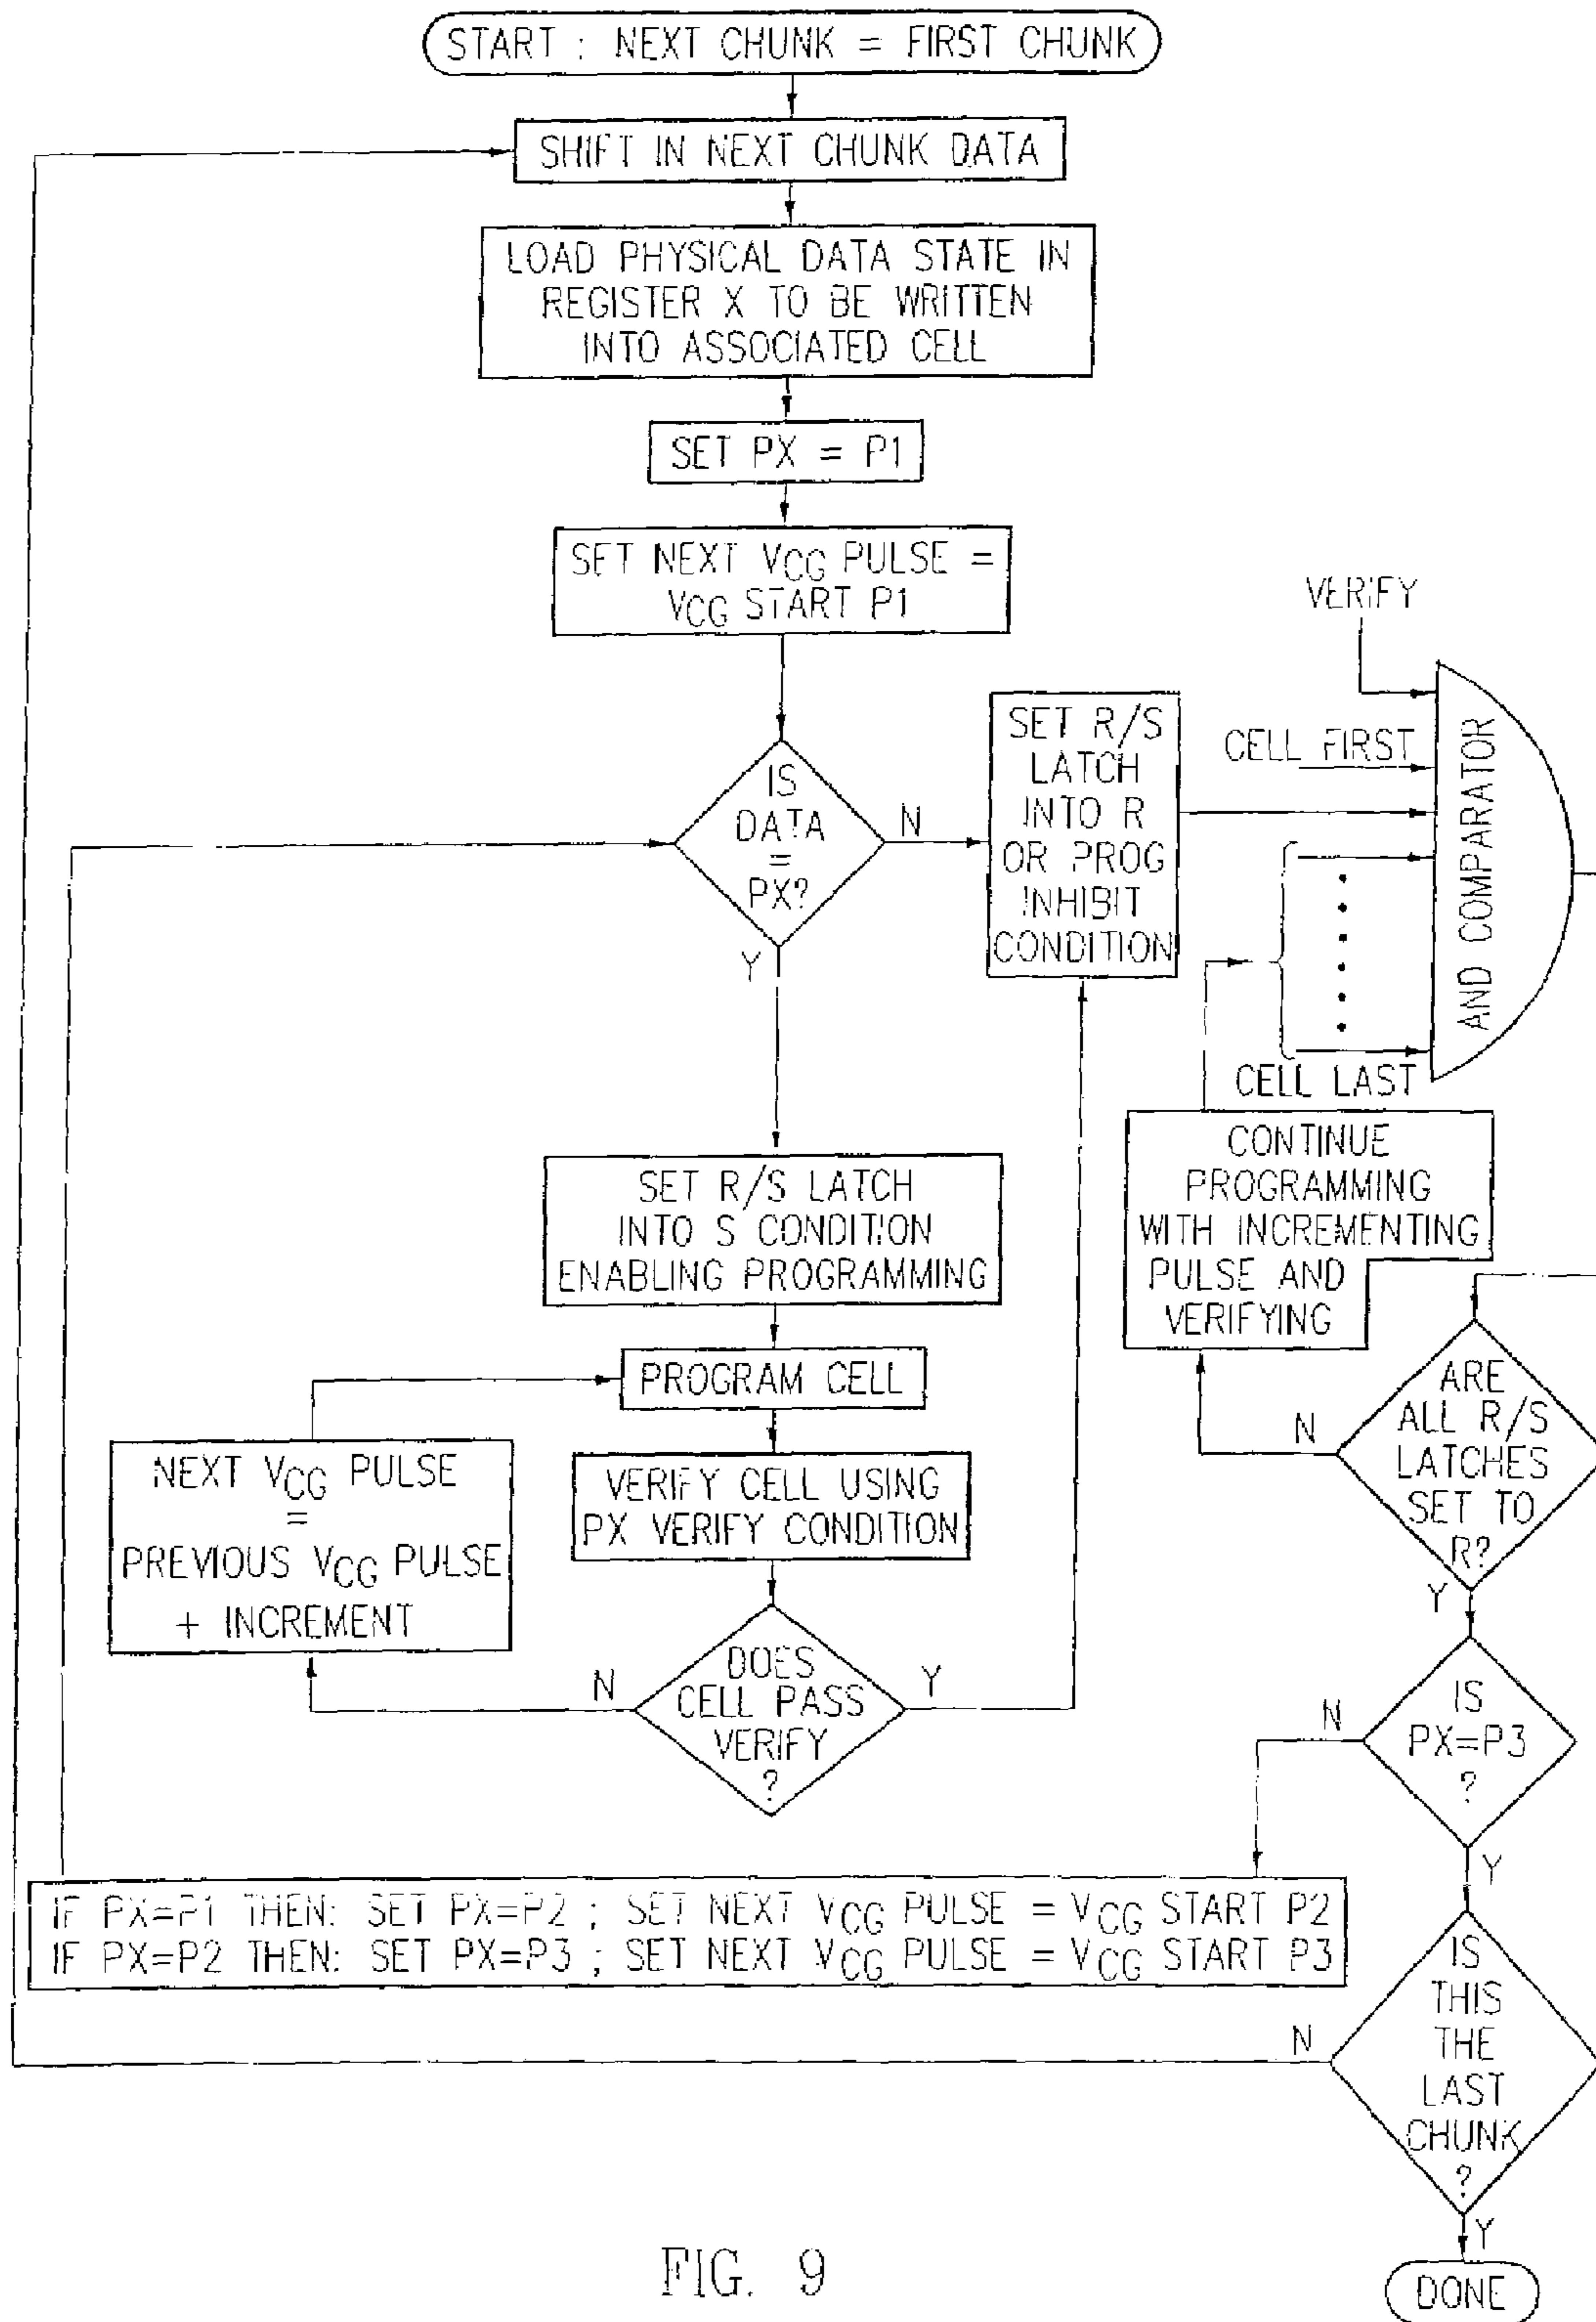 START : NEXT CHUNK = FIRST CHUNK
SHIFT IN NEXT CHUNK DATA
LOAD PHYSICAL DATA STATE IN
REGISTER X TO BE WRITTEN
INTO ASSOCIATED CELL
SET PX = P1
SET NEXT VCG PULSE =
VCG START P1
IS
DATA
=
PX?
N
Y
SET R/S
LATCH
INTO R
OR PROG
INHIBIT
CONDITION
VERIFY
CELL FIRST
CELL LAST
AND COMPARATOR
SET R/S LATCH
INTO S CONDITION
ENABLING PROGRAMMING
PROGRAM CELL
VERIFY CELL USING
PX VERIFY CONDITION
NEXT VCG PULSE
=
PREVIOUS VCG PULSE
+ INCREMENT
DOES
CELL PASS
VERIFY
?
N
Y
CONTINUE
PROGRAMMING
WITH INCREMENTING
PULSE AND
VERIFYING
ARE
ALL R/S
LATCHES
SET TO
R?
N
Y
IS
PX=P3
?
N
Y
IF PX=P1 THEN: SET PX=P2 ; SET NEXT VCG PULSE = VCG START P2
IF PX=P2 THEN: SET PX=P3 ; SET NEXT VCG PULSE = VCG START P3
IS
THIS
THE
LAST
CHUNK
?
N
Y
DONE
FIG. 9